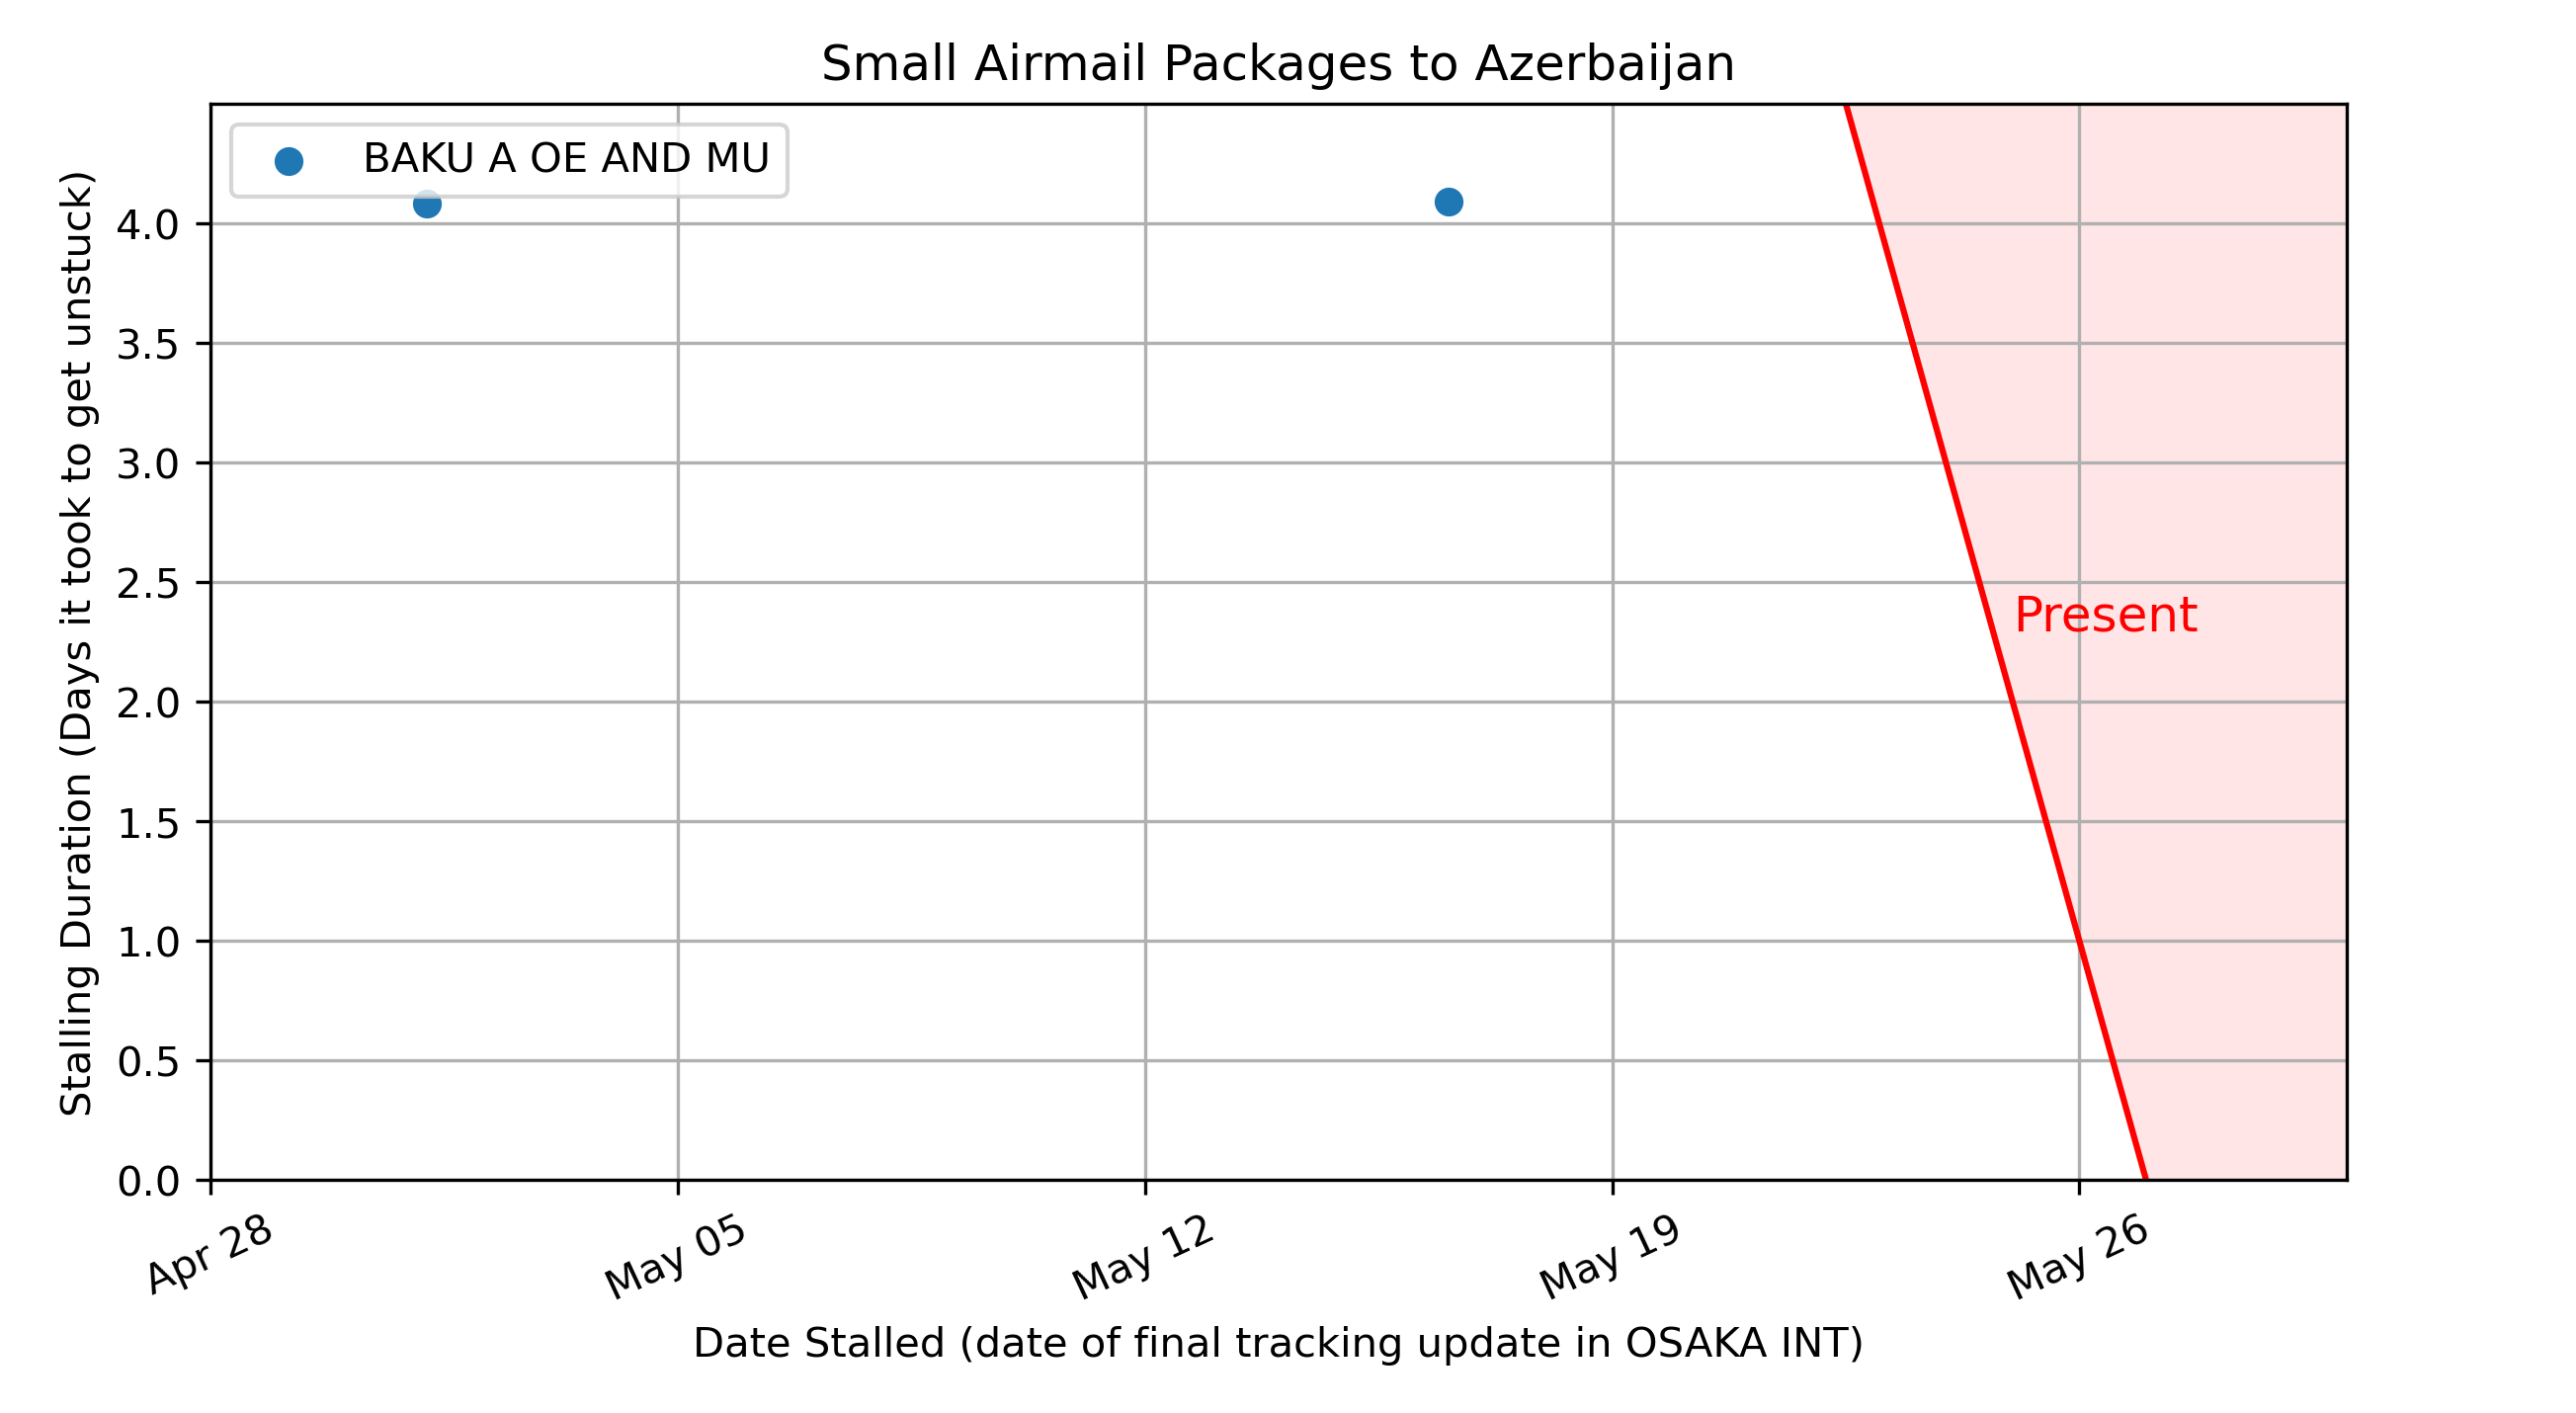 Small Airmail Packages to Azerbaijan
BAKU A OE AND MU
Stalling Duration (Days it took to get unstuck)
4.0
3.5
3.0
2.5
2.0
1.5
1.0
0.5
0.0
Present
Apr 28
May 05
May 12
May 19
May 26
Date Stalled (date of final tracking update in OSAKA INT)